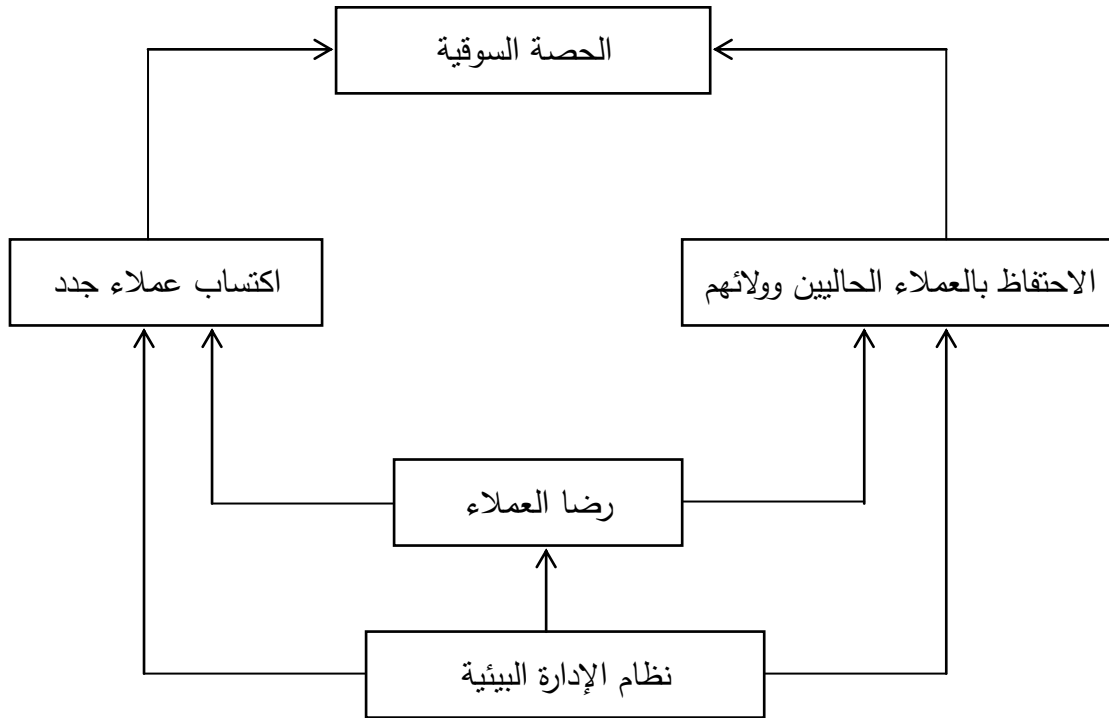 الحصة السوقية
الاحتفاظ بالعملاء الحاليين وولائهم
اكتساب عملاء جدد
رضا العملاء
نظام الإدارة البيئية